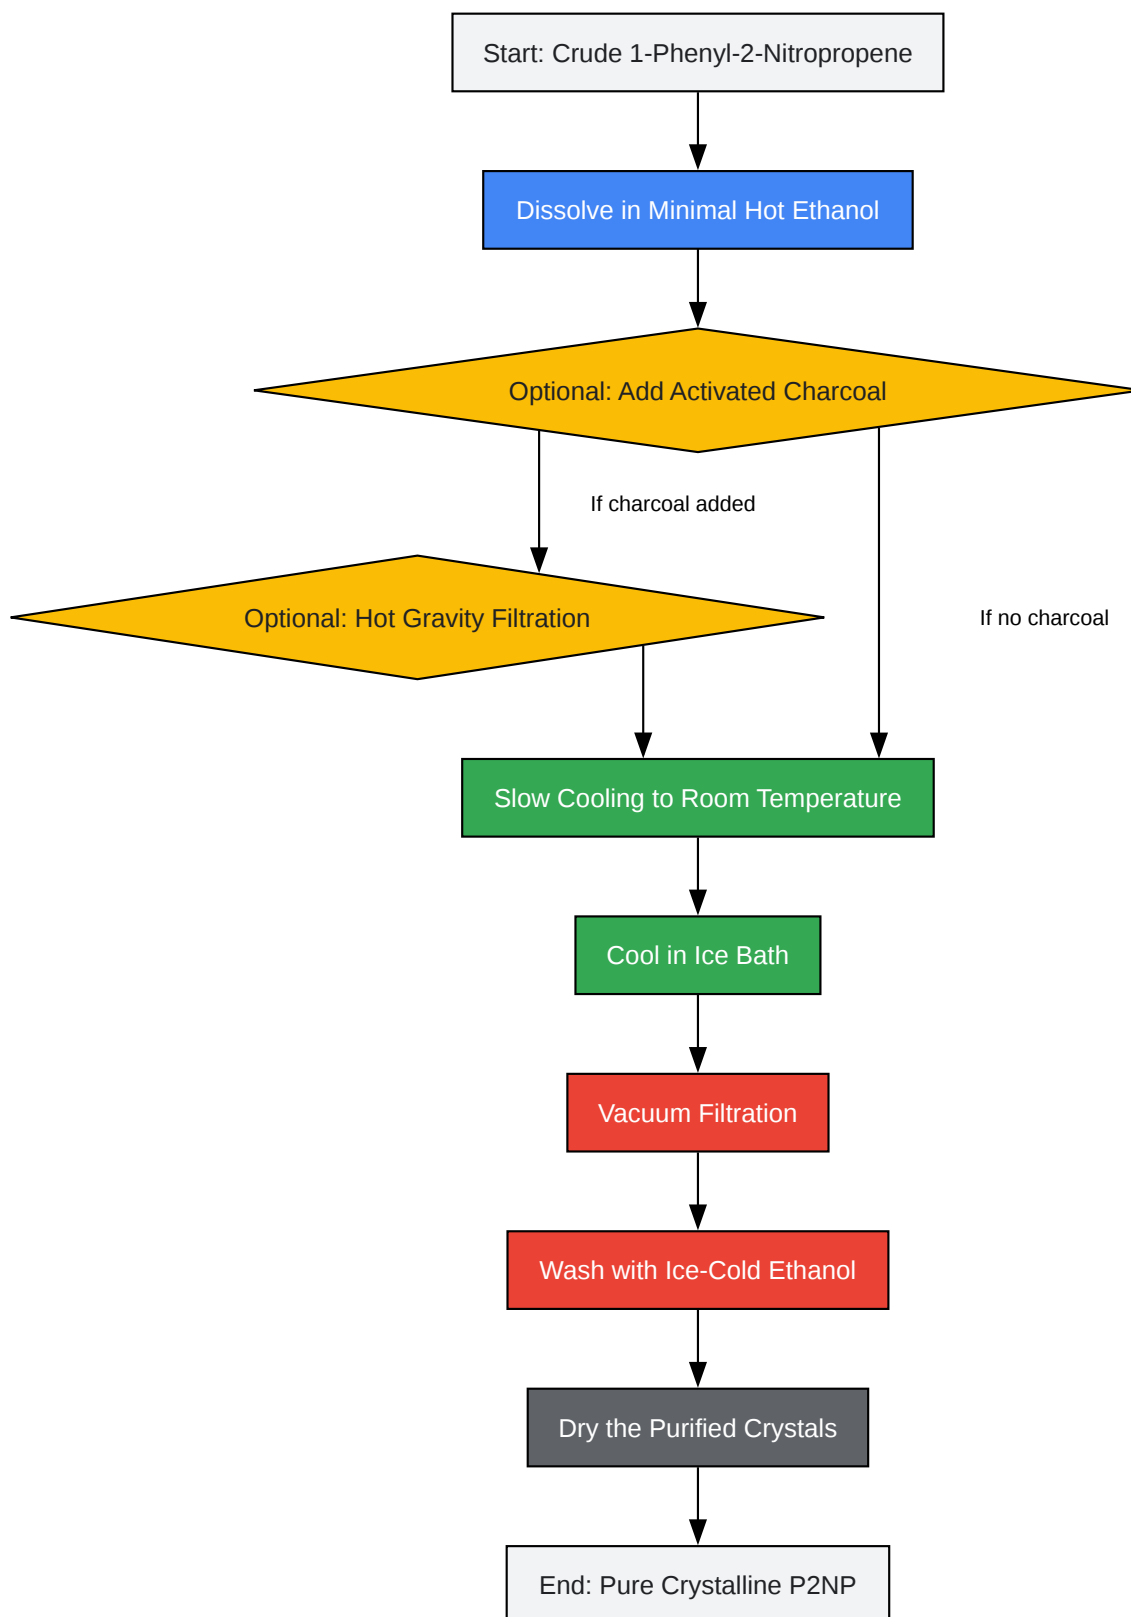 Start: Crude 1-Phenyl-2-Nitropropene
Dissolve in Minimal Hot Ethanol
Optional: Add Activated Charcoal
If charcoal added
Optional: Hot Gravity Filtration
If no charcoal
Slow Cooling to Room Temperature
Cool in Ice Bath
Vacuum Filtration
Wash with Ice-Cold Ethanol
Dry the Purified Crystals
End: Pure Crystalline P2NP